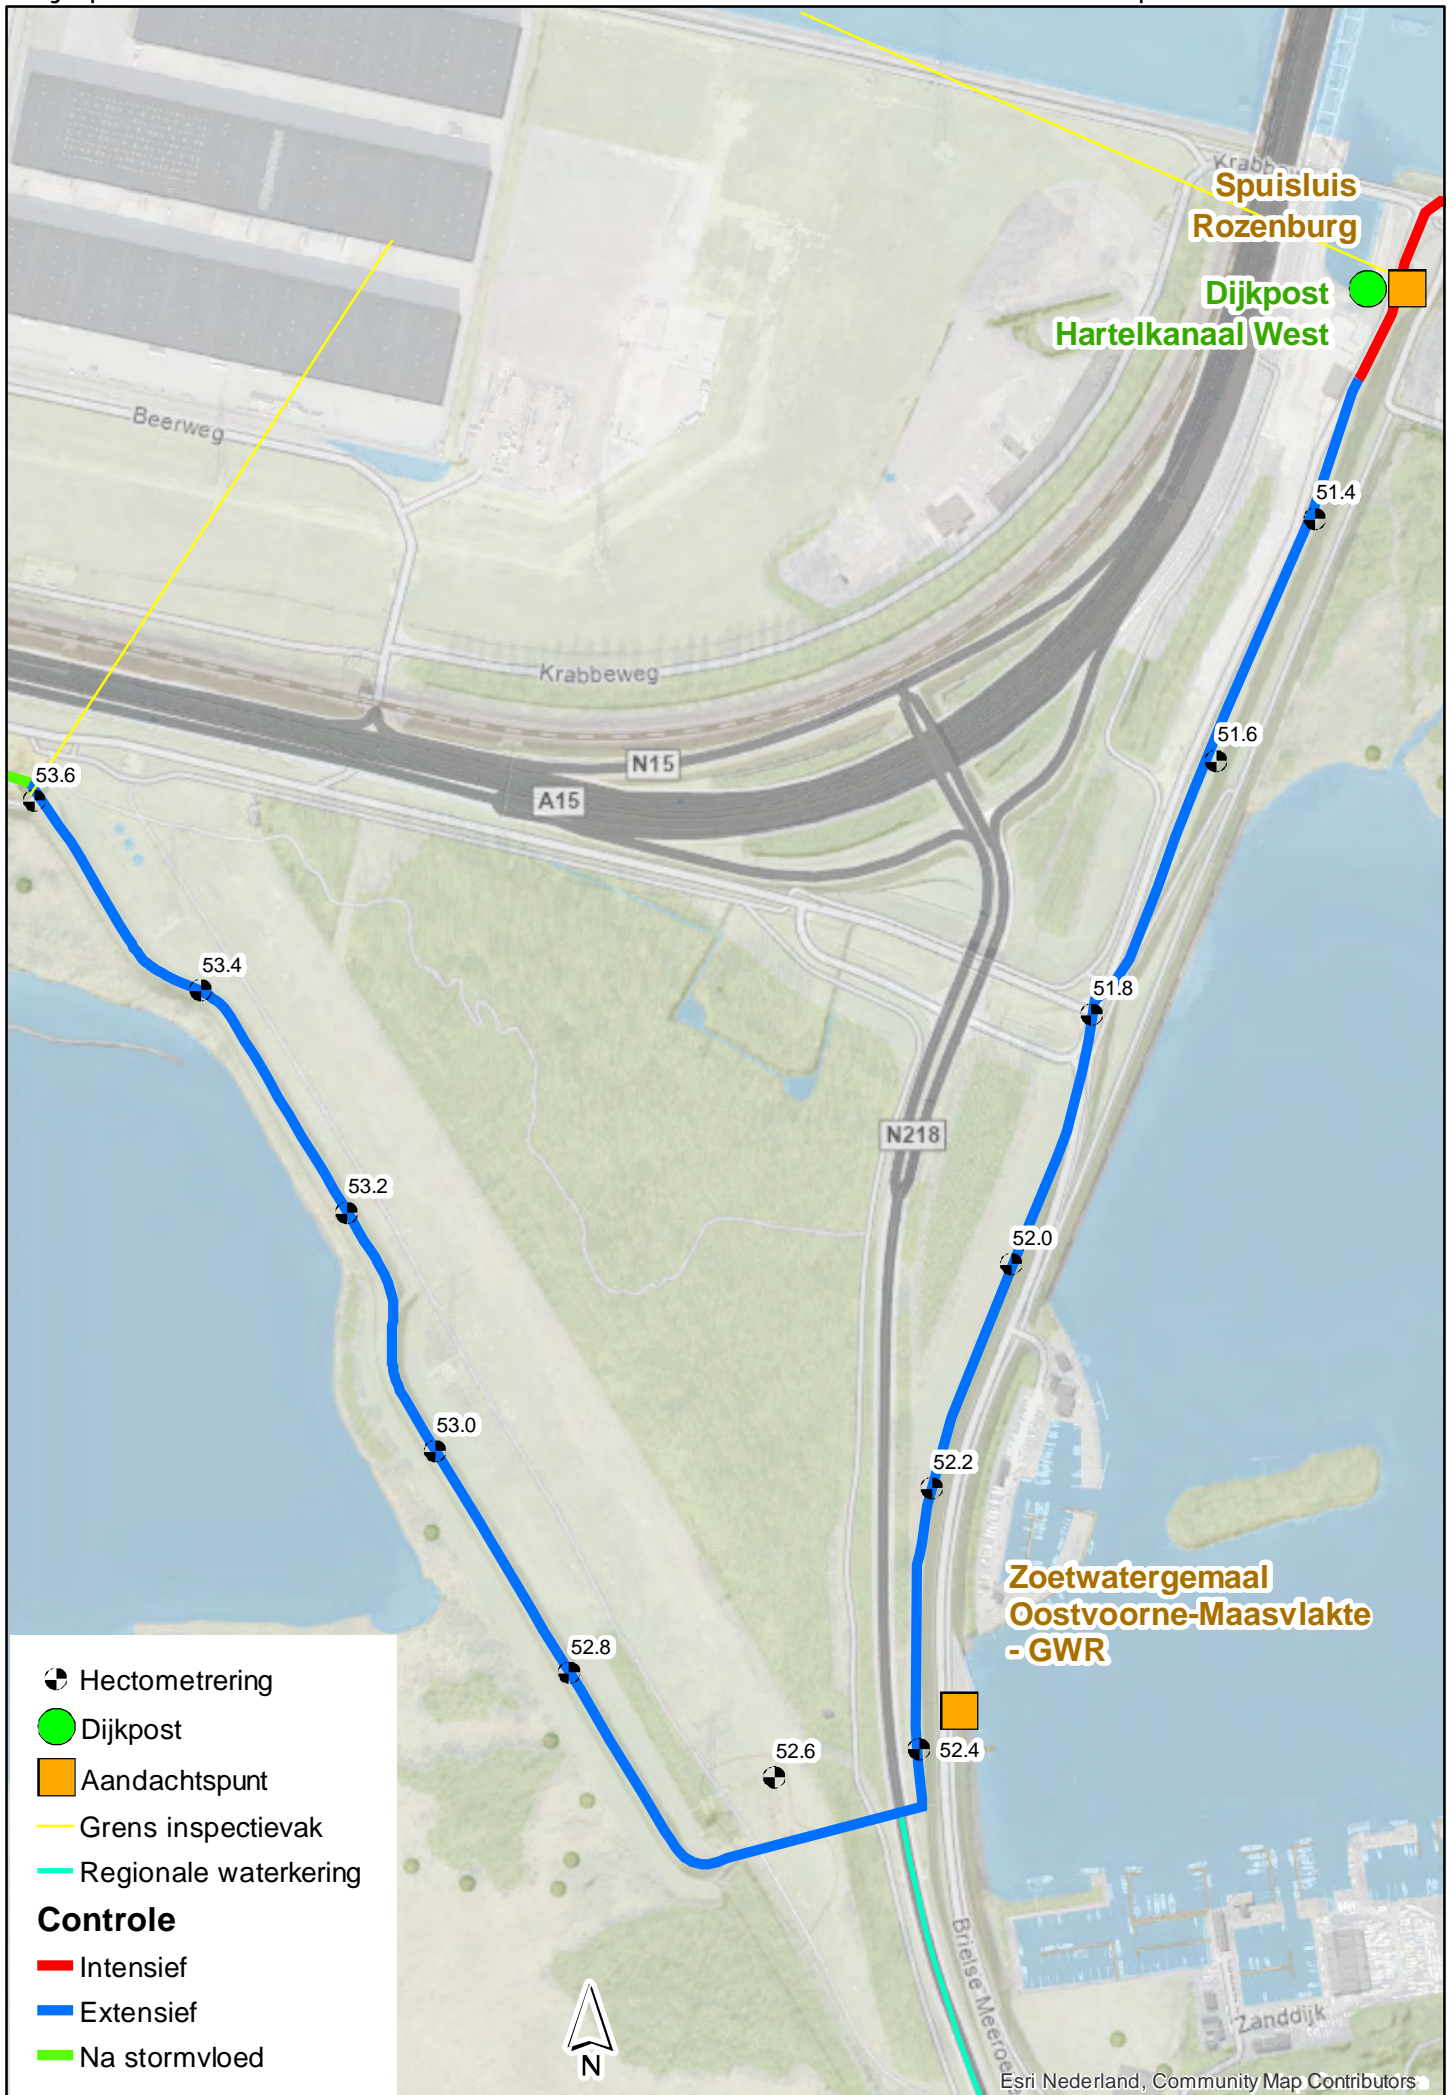 Krabbeweg
Spuisluis
Rozenburg
Dijkpost
Hartelkanaal West
Beerweg
51.4
Krabbeweg
51.6
N15
53.6
A15
53.4
51.8
N218
53.2
52.0
53.0
52.2
Zoetwatergemaal
Oostvoorne-Maasvlakte
- GWR
52.8
52.6
52.4
Hectometrering
Dijkpost
Aandachtspunt
Grens inspectievak
Regionale waterkering
Controle
Intensief
Extensief
Na stormvloed
N
Zanddijk
Esri Nederland, Community Map Contributors